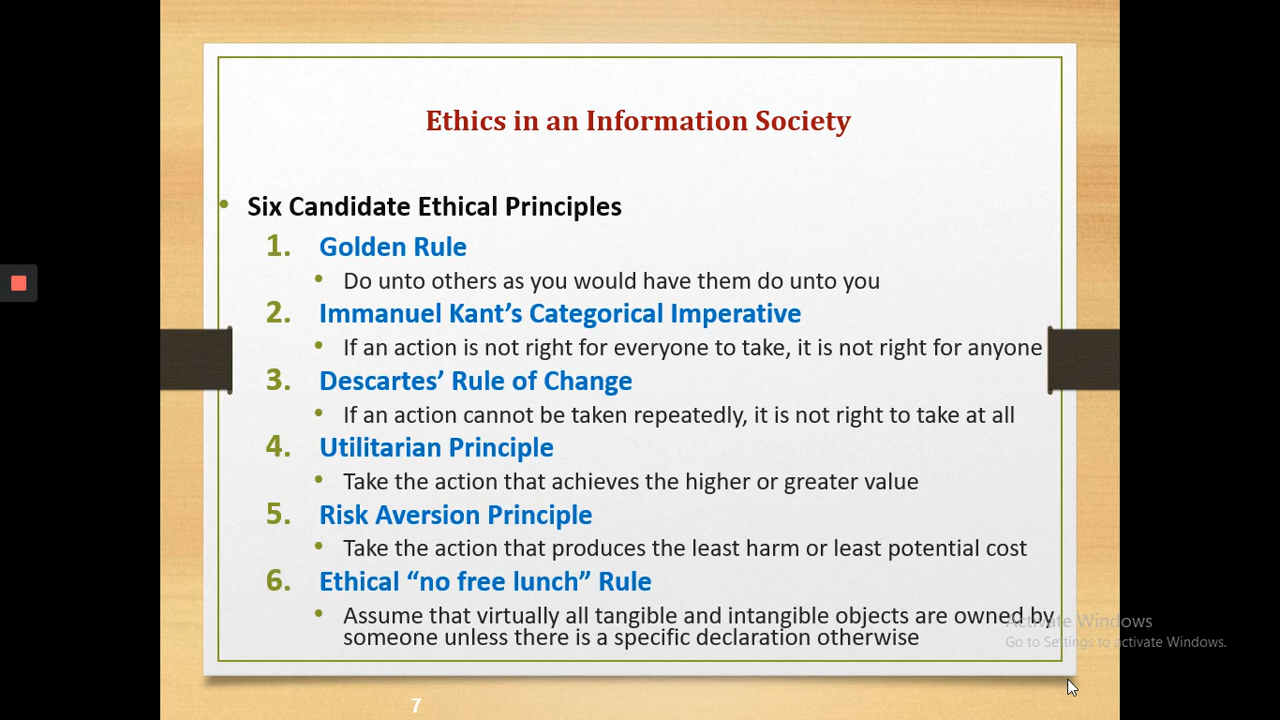 Ethics in an Information Society
• Six Candidate Ethical Principles
1. Golden Rule
• Do unto others as you would have them do unto you
2. Immanuel Kant’s Categorical Imperative
• If an action is not right for everyone to take, it is not right for anyone
3. Descartes’ Rule of Change
• If an action cannot be taken repeatedly, it is not right to take at all
4. Utilitarian Principle
• Take the action that achieves the higher or greater value
5. Risk Aversion Principle
• Take the action that produces the least harm or least potential cost
6. Ethical “no free lunch” Rule
• Assume that virtually all tangible and intangible objects are owned by
someone unless there is a specific declaration otherwise
Activate Windows
Go to Settings to activate Windows.
7